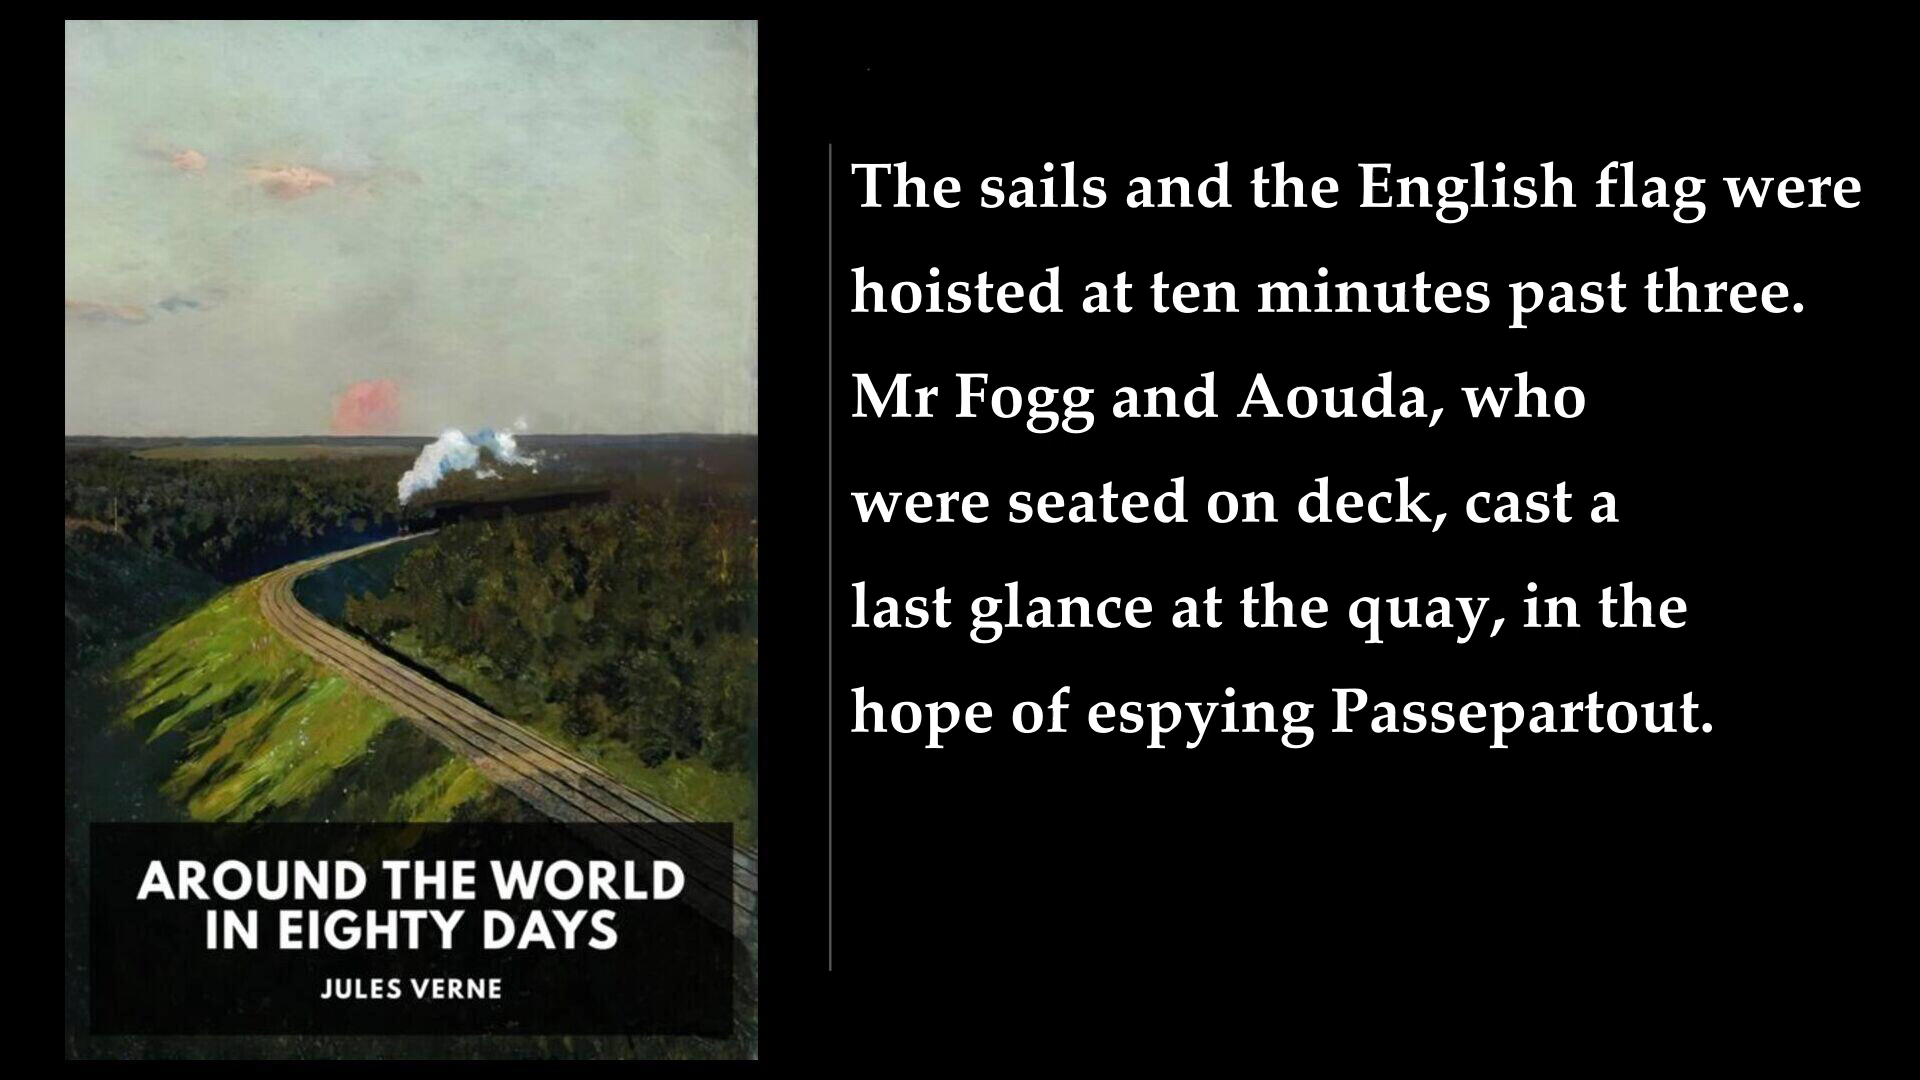 AROUND THE WORLD
IN EIGHTY DAYS
JULES VERNE
The sails and the English flag were
hoisted at ten minutes past three.
Mr Fogg and Aouda, who
were seated on deck, cast a
last glance at the quay, in the
hope of espying Passepartout.